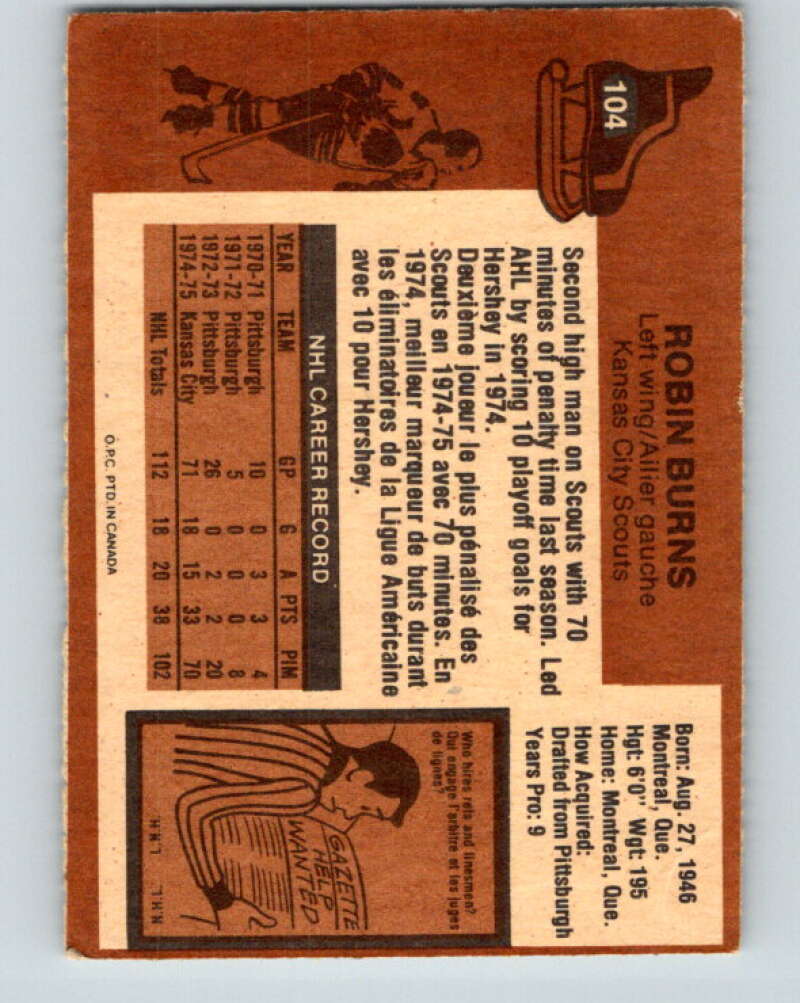 104
ROBIN BURNS
Left wing/Ailier gauche
Kansas City Scouts
Born: Aug. 27, 1946
Montreal, Que.
Hgt: 6'0" Wgt: 195
Home: Montreal, Que.
How Acquired:
Drafted from Pittsburgh
Years Pro: 9
Second high man on Scouts with 70
minutes of penalty time last season. Led
AHL by scoring 10 playoff goals for
Hershey in 1974.
Deuxième joueur le plus pénalisé des
Scouts en 1974-75 avec 70 minutes. En
1974, meilleur marqueur de buts durant
les éliminatoires de la Ligue Américaine
avec 10 pour Hershey.
NHL CAREER RECORD
YEAR TEAM GP G A PTS PIM
1970-71 Pittsburgh 10 0 3 3 4
1971-72 Pittsburgh 5 0 0 0 8
1972-73 Pittsburgh 26 0 2 2 20
1974-75 Kansas City 71 18 15 33 70
NHL Totals 112 18 20 38 102
O.P.C. PTD. IN CANADA
Who hires refs and linesmen?
Qui engage l'arbitre et les juges
de lignes?
GAZETTE
HELP
WANTED
N.H.L. L.N.H.